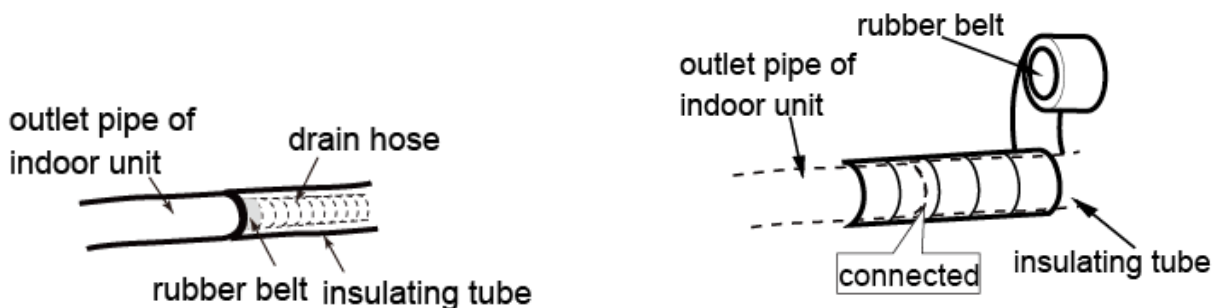 outlet pipe of
indoor unit
drain hose
rubber belt
insulating tube
rubber belt
outlet pipe of
indoor unit
connected
insulating tube